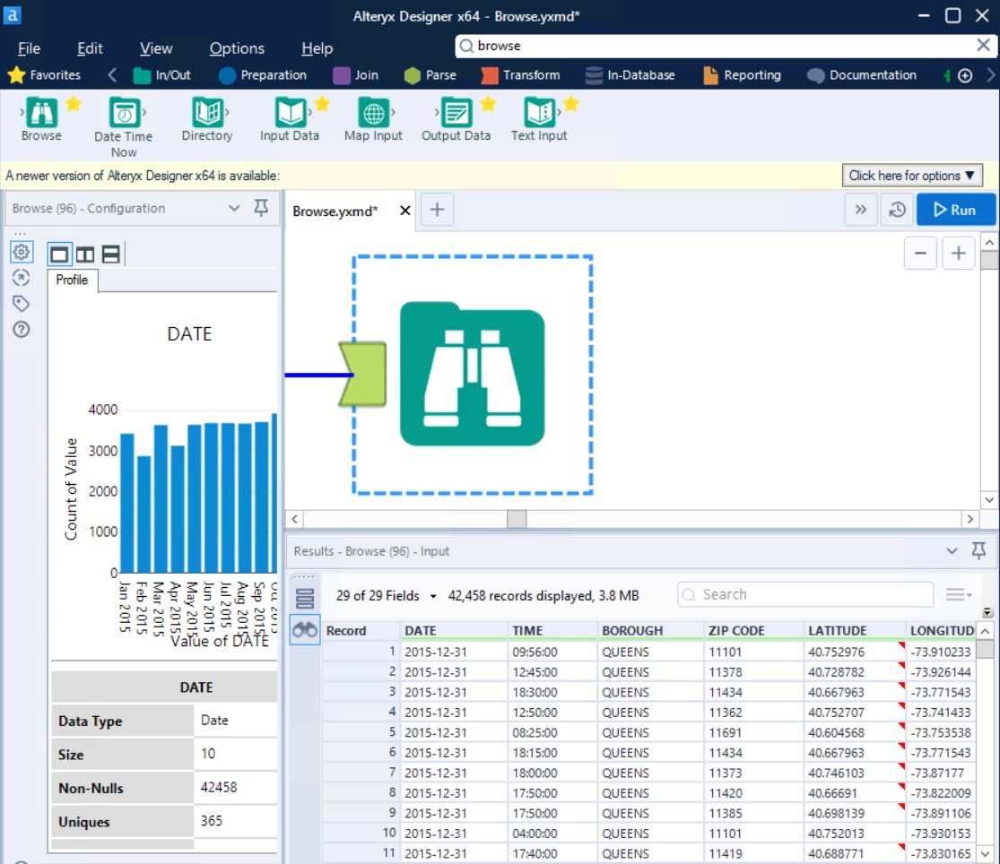 a Alteryx Designer x64 - Browse.yxmd*
File Edit View Options Help browse
Favorites In/Out Preparation Join Parse Transform In-Database Reporting Documentation
Browse Date Time Now Directory Input Data Map Input Output Data Text Input
A newer version of Alteryx Designer x64 is available: Click here for options ▼
Browse (96) - Configuration
Browse.yxmd*
Run
Profile
DATE
Count of Value
4000
3000
2000
1000
0
Jan 2015
Feb 2015
Mar 2015
Apr 2015
May 2015
Jun 2015
Jul 2015
Aug 2015
Sep 2015
Value of DATE
DATE
Data Type Date
Size 10
Non-Nulls 42458
Uniques 365
Results - Browse (96) - Input
29 of 29 Fields 42,458 records displayed, 3.8 MB Search
Record DATE TIME BOROUGH ZIP CODE LATITUDE LONGITUD
1 2015-12-31 09:56:00 QUEENS 11101 40.752976 -73.910233
2 2015-12-31 12:45:00 QUEENS 11378 40.728782 -73.926144
3 2015-12-31 18:30:00 QUEENS 11434 40.667963 -73.771543
4 2015-12-31 12:50:00 QUEENS 11362 40.752707 -73.741433
5 2015-12-31 08:25:00 QUEENS 11691 40.604568 -73.753538
6 2015-12-31 18:15:00 QUEENS 11434 40.667963 -73.771543
7 2015-12-31 18:00:00 QUEENS 11373 40.746103 -73.87177
8 2015-12-31 17:50:00 QUEENS 11420 40.66691 -73.822009
9 2015-12-31 17:50:00 QUEENS 11385 40.698139 -73.891106
10 2015-12-31 04:00:00 QUEENS 11101 40.752013 -73.930153
11 2015-12-31 17:40:00 QUEENS 11419 40.688771 -73.830165